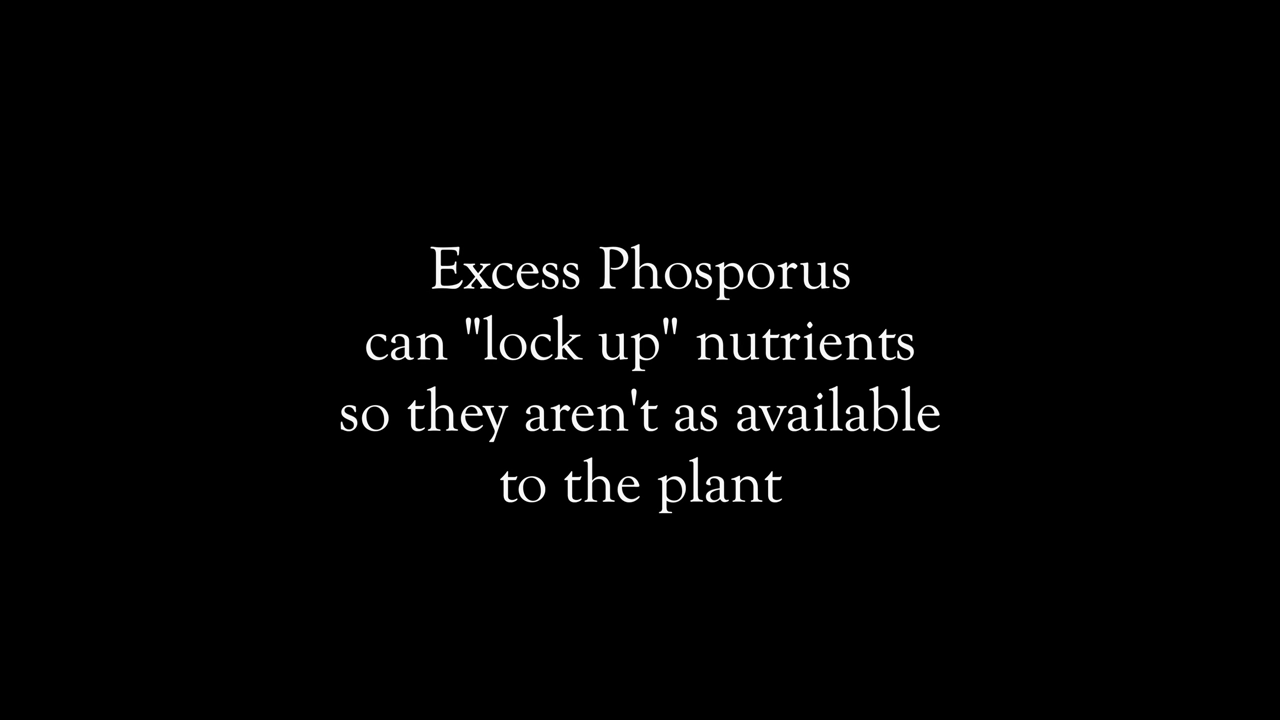 Excess Phosporus
can "lock up" nutrients
so they aren't as available
to the plant